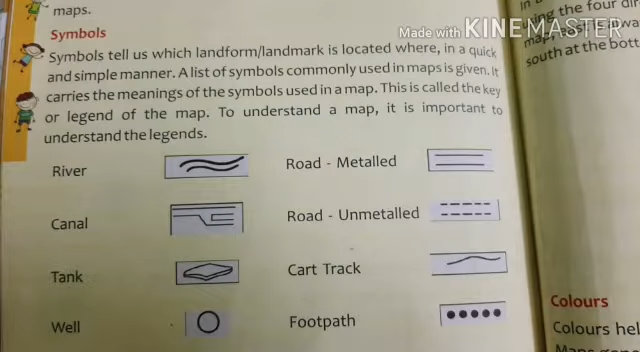 maps.
Symbols
Symbols tell us which landform/landmark is located where, in a quick
and simple manner. A list of symbols commonly used in maps is given. It
carries the meanings of the symbols used in a map. This is called the key
or legend of the map. To understand a map, it is important to
understand the legends.
River
Road - Metalled
Canal
Road - Unmetalled
Tank
Cart Track
Well
Footpath
the four
south at the bott
Colours
Colours hel
Made with KINEMASTER